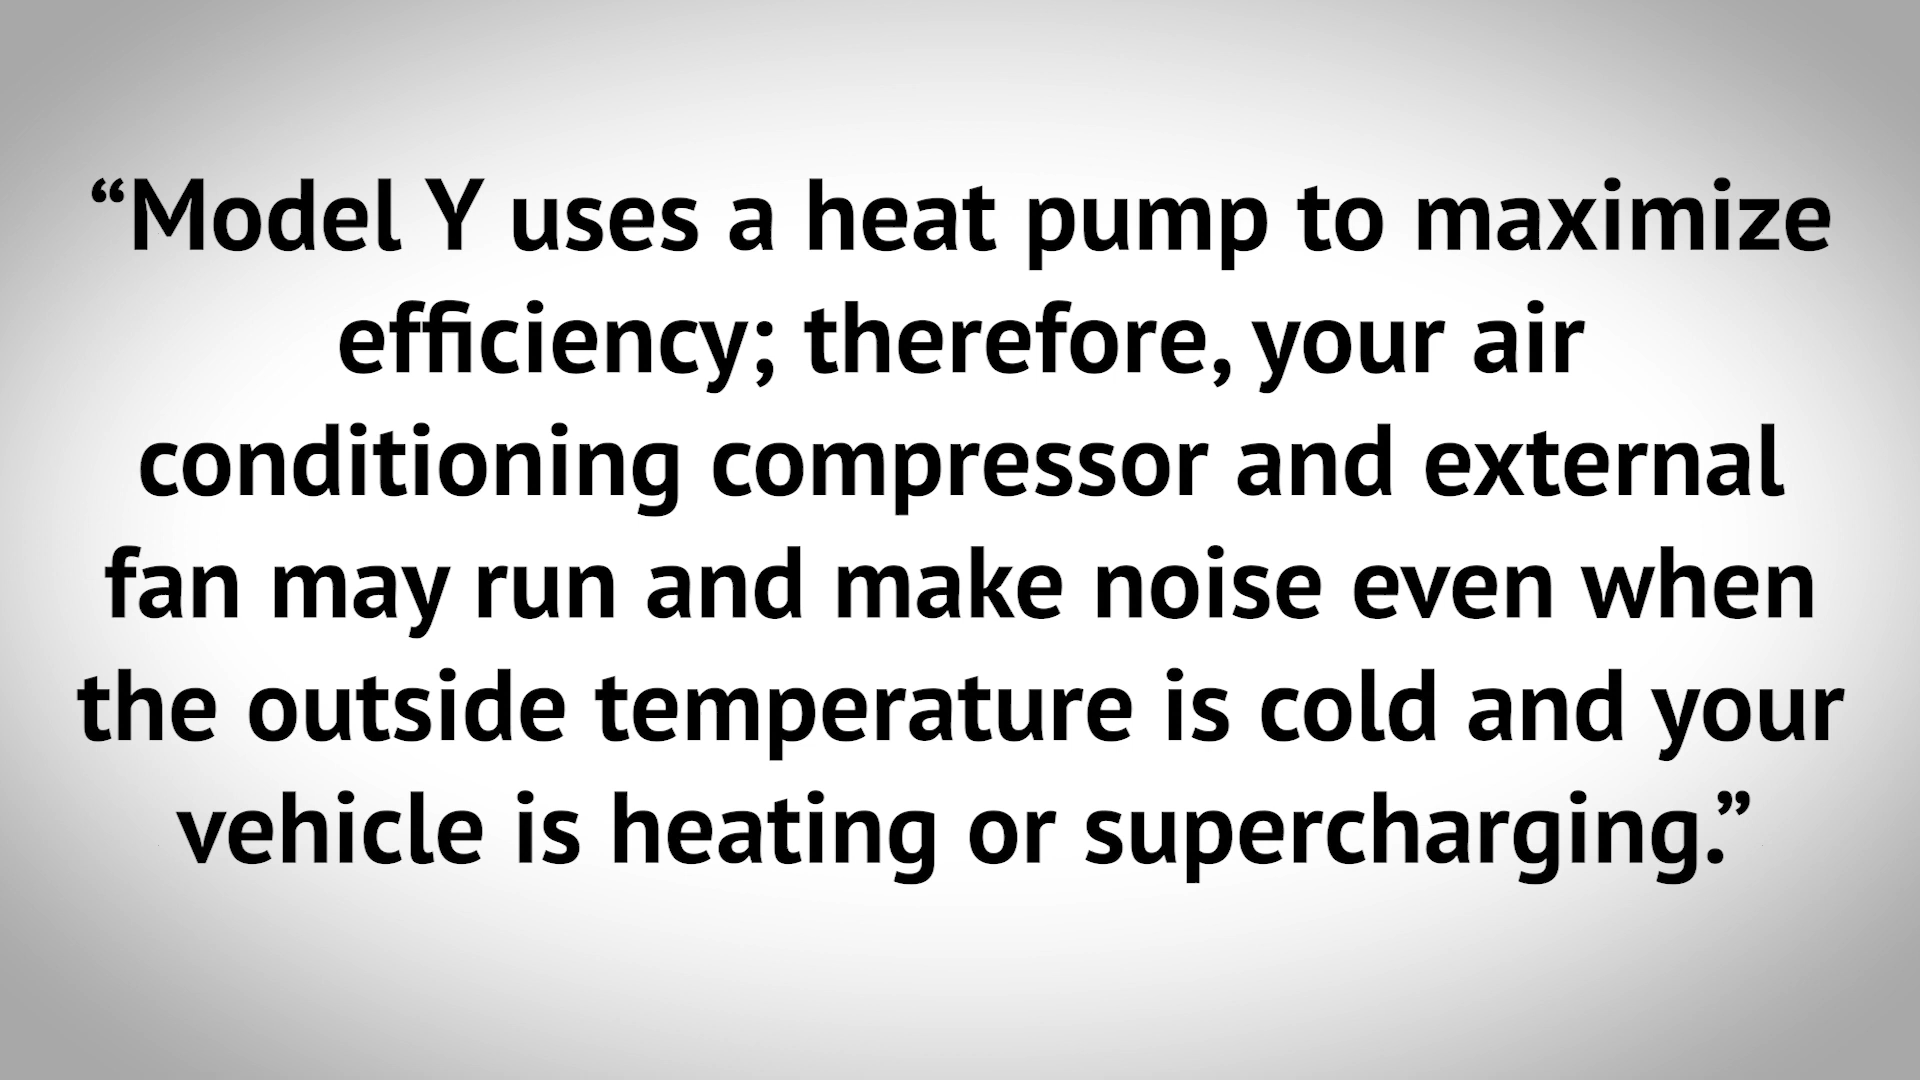 “Model Y uses a heat pump to maximize
efficiency; therefore, your air
conditioning compressor and external
fan may run and make noise even when
the outside temperature is cold and your
vehicle is heating or supercharging.”